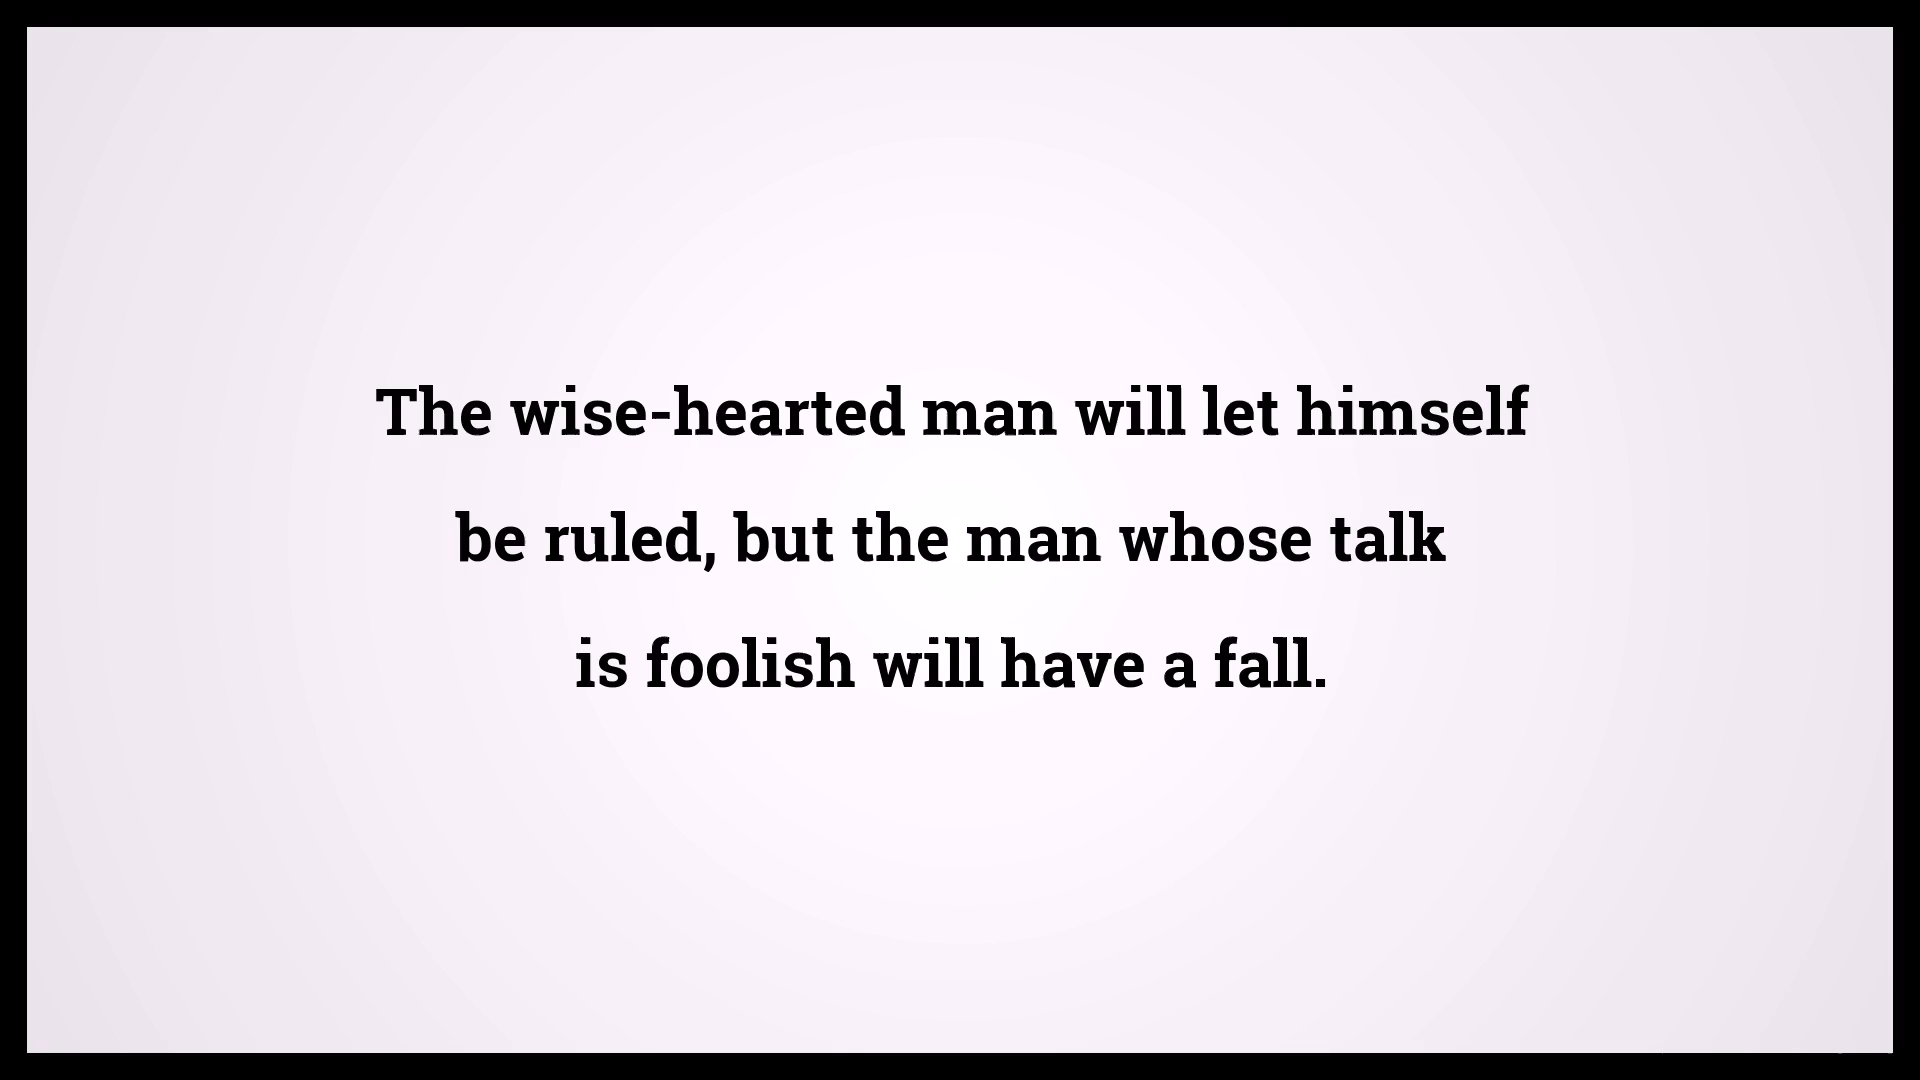 The wise-hearted man will let himself
be ruled, but the man whose talk
is foolish will have a fall.